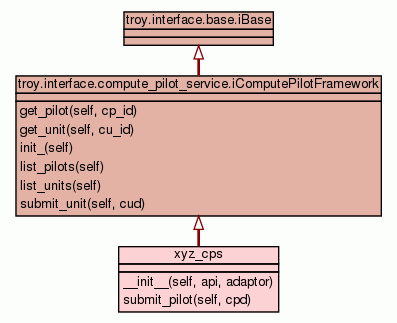 troy.interface.base.iBase
troy.interface.compute_pilot_service.iComputePilotFramework
get_pilot(self, cp_id)
get_unit(self, cu_id)
init_(self)
list_pilots(self)
list_units(self)
submit_unit(self, cud)
xyz_cps
__init__(self, api, adaptor)
submit_pilot(self, cpd)